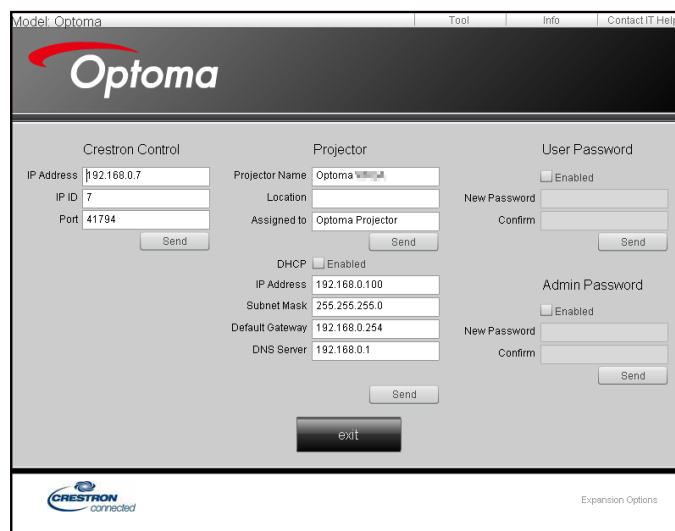 Model: Optoma
Tool
Info
Contact IT Help
Optoma
Crestron Control
IP Address 192.168.0.7
IP ID 7
Port 41794
Send
Projector
Projector Name Optoma
Location
Assigned to Optoma Projector
Send
DHCP Enabled
IP Address 192.168.0.100
Subnet Mask 255.255.255.0
Default Gateway 192.168.0.254
DNS Server 192.168.0.1
Send
User Password
Enabled
New Password
Confirm
Send
Admin Password
Enabled
New Password
Confirm
Send
exit
CRESTRON
connected
Expansion Options